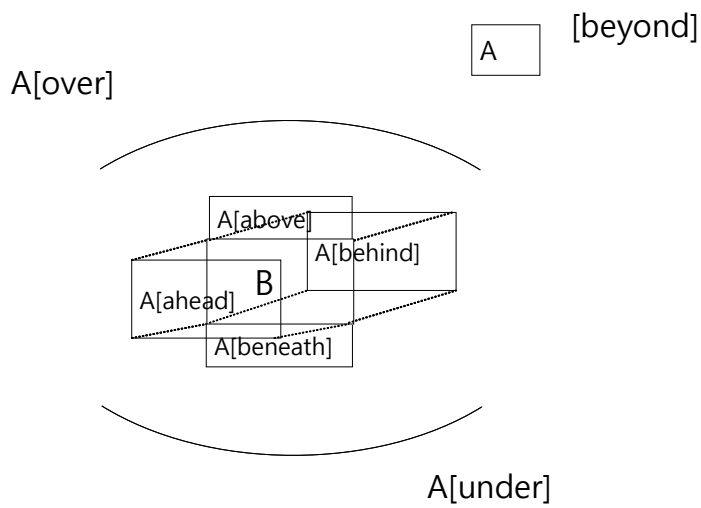 [beyond]
A
A[over]
A[above]
A[behind]
B
A[ahead]
A[beneath]
A[under]